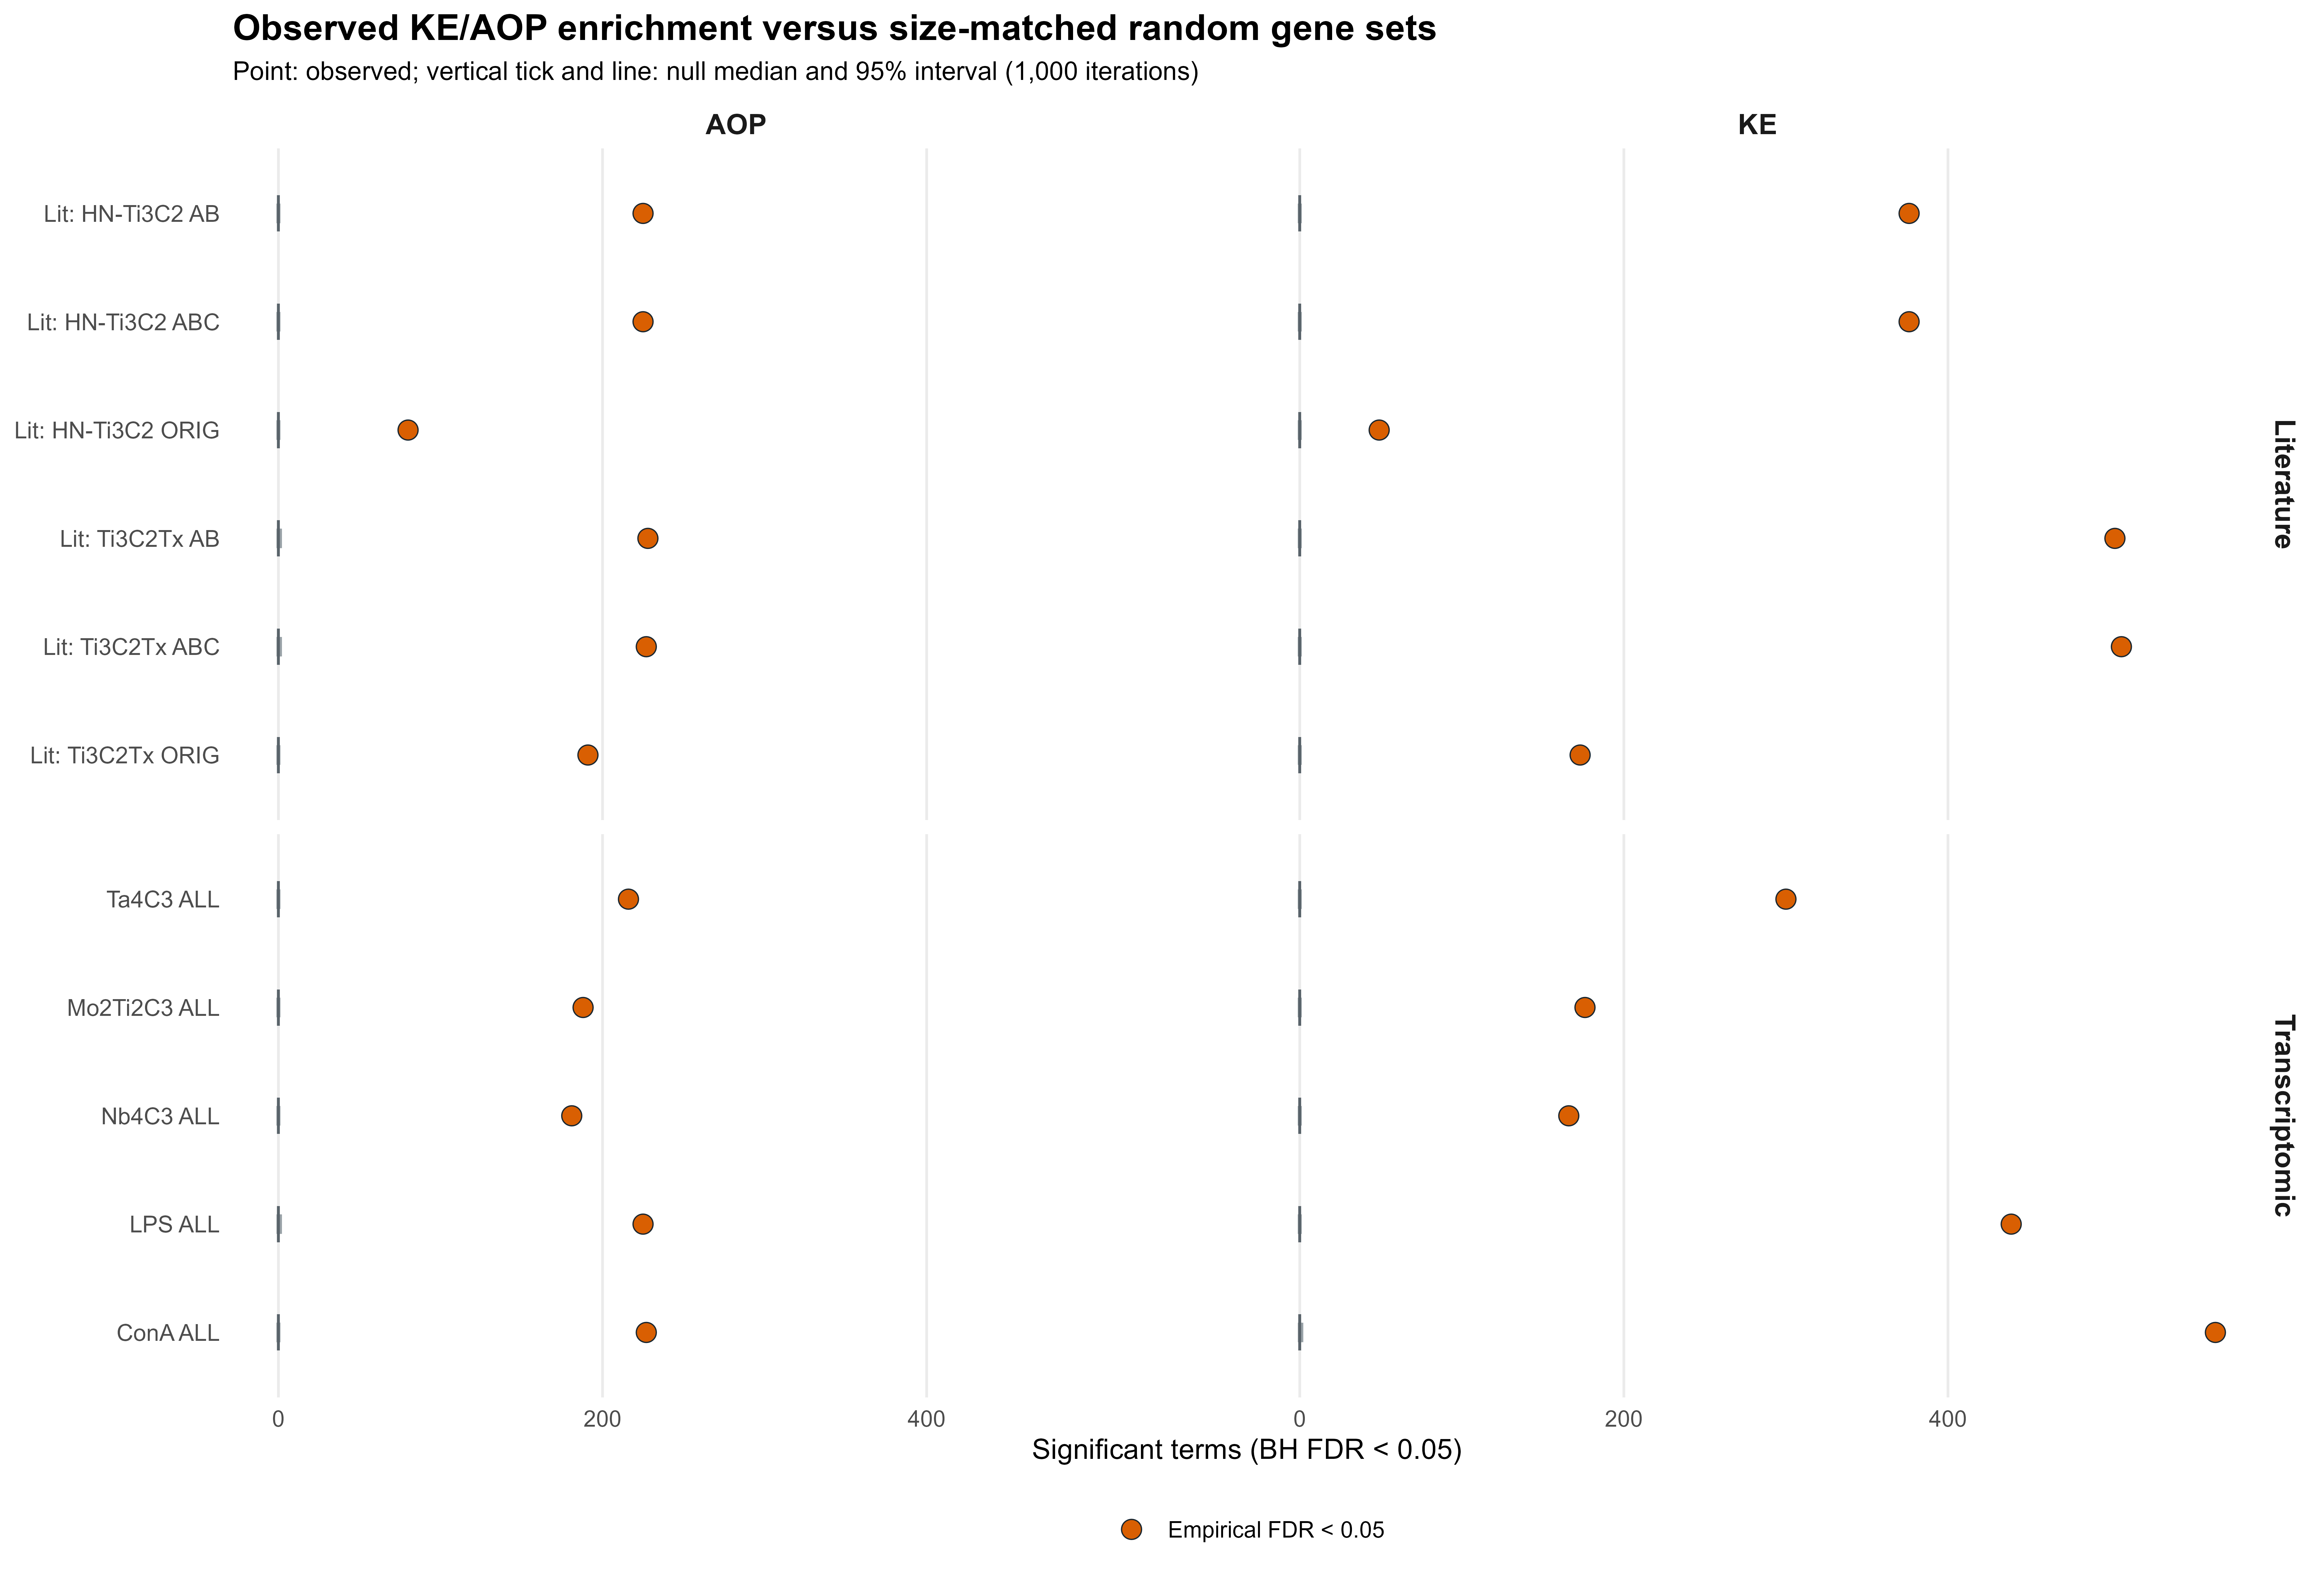 Observed KE/AOP enrichment versus size-matched random gene sets
Point: observed; vertical tick and line: null median and 95% interval (1,000 iterations)
AOP
KE
Lit: HN-Ti3C2 AB
Lit: HN-Ti3C2 ABC
Lit: HN-Ti3C2 ORIG
Lit: Ti3C2Tx AB
Lit: Ti3C2Tx ABC
Lit: Ti3C2Tx ORIG
Literature
Ta4C3 ALL
Mo2Ti2C3 ALL
Nb4C3 ALL
LPS ALL
ConA ALL
Transcriptomic
0 200 400 0 200 400
Significant terms (BH FDR < 0.05)
Empirical FDR < 0.05